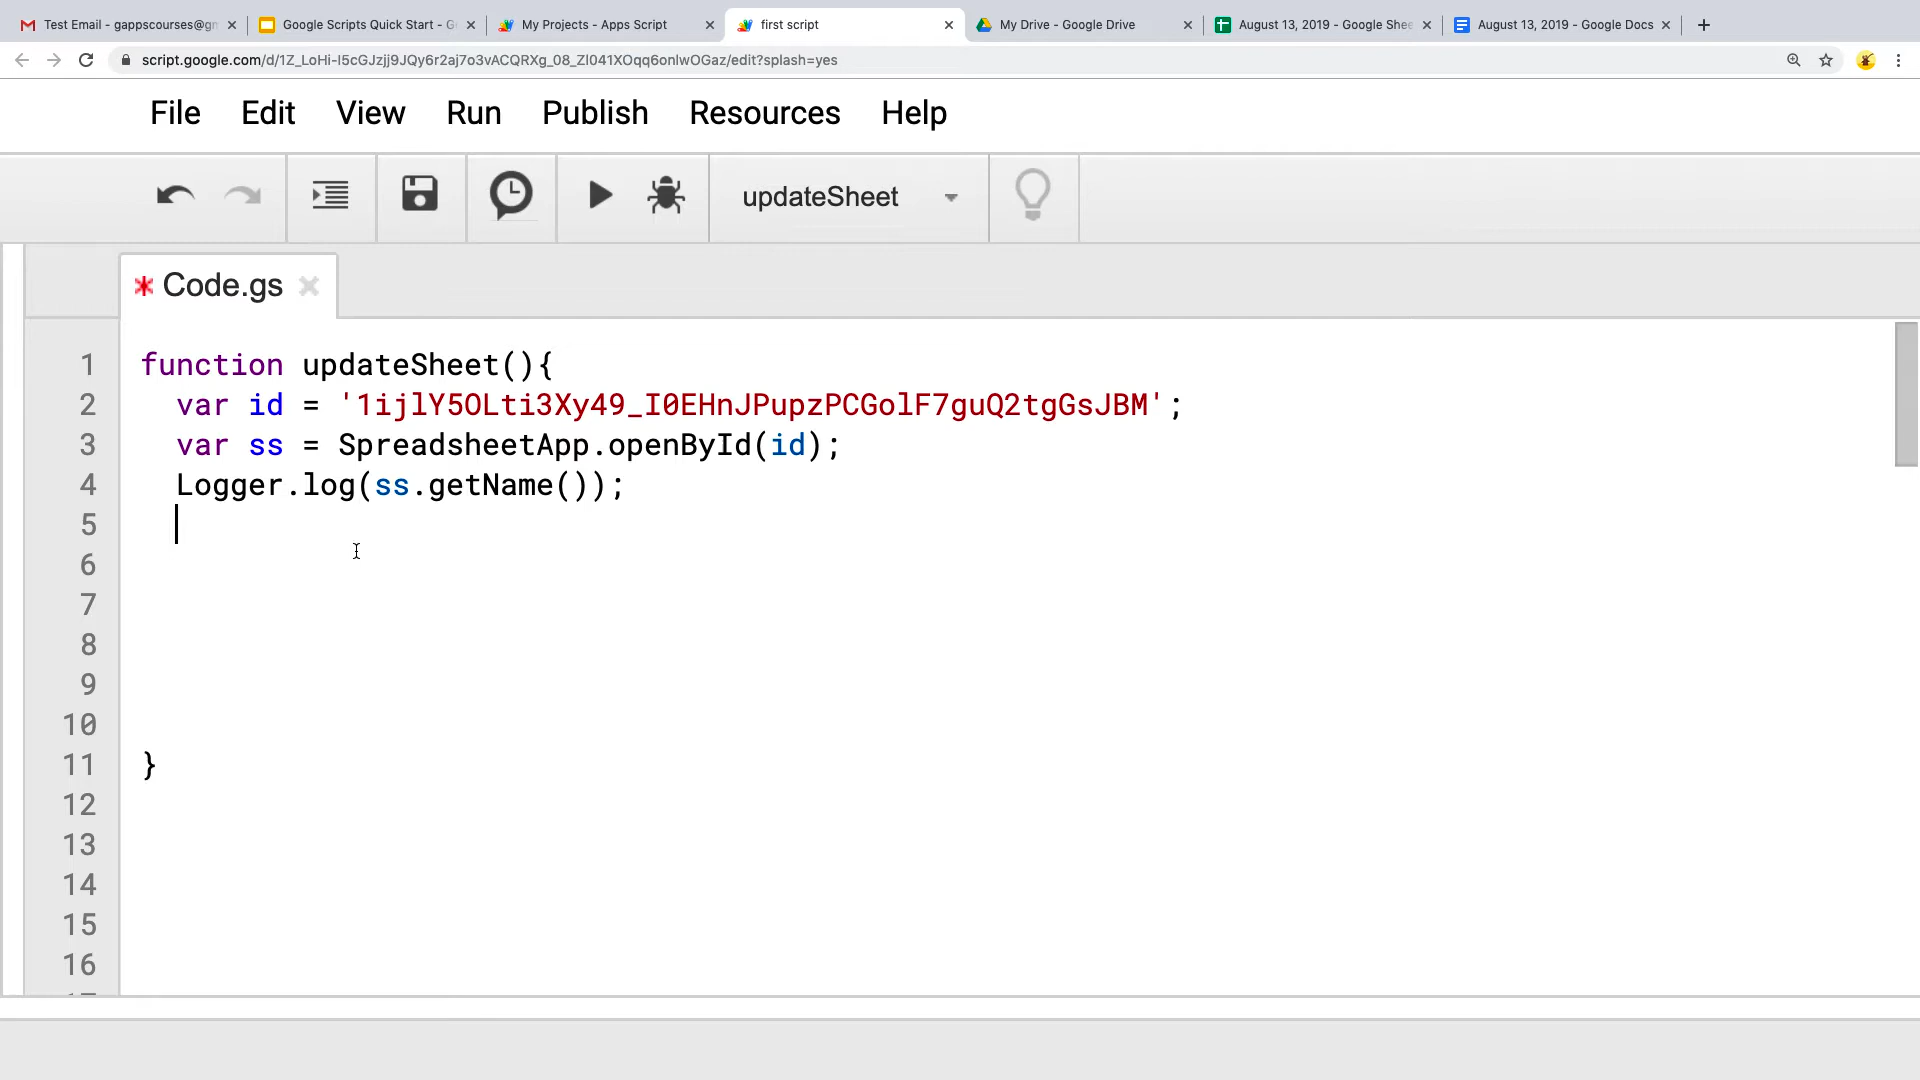 Test Email - gappscourses@gm
Google Scripts Quick Start - G
My Projects - Apps Script
first script
My Drive - Google Drive
August 13, 2019 - Google Shee
August 13, 2019 - Google Docs
script.google.com/d/1Z_LoHi-I5cGJzjj9JQy6r2aj7o3vACQRXg_08_Zl041XOqq6onlwOGaz/edit?splash=yes
File Edit View Run Publish Resources Help
updateSheet
* Code.gs
1 function updateSheet(){
2 var id = '1ijlY5OLti3Xy49_I0EHnJPupzPCGolF7guQ2tgGsJBM';
3 var ss = SpreadsheetApp.openById(id);
4 Logger.log(ss.getName());
5
6
7
8
9
10
11 }
12
13
14
15
16